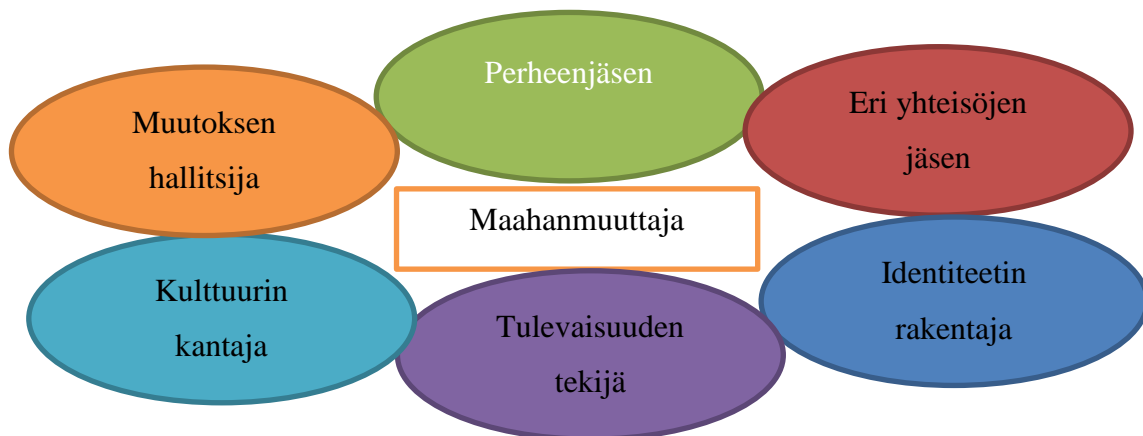 Perheenjäsen
Muutoksen
hallitsija
Eri yhteisöjen
jäsen
Maahanmuuttaja
Kulttuurin
kantaja
Tulevaisuuden
tekijä
Identiteetin
rakentaja